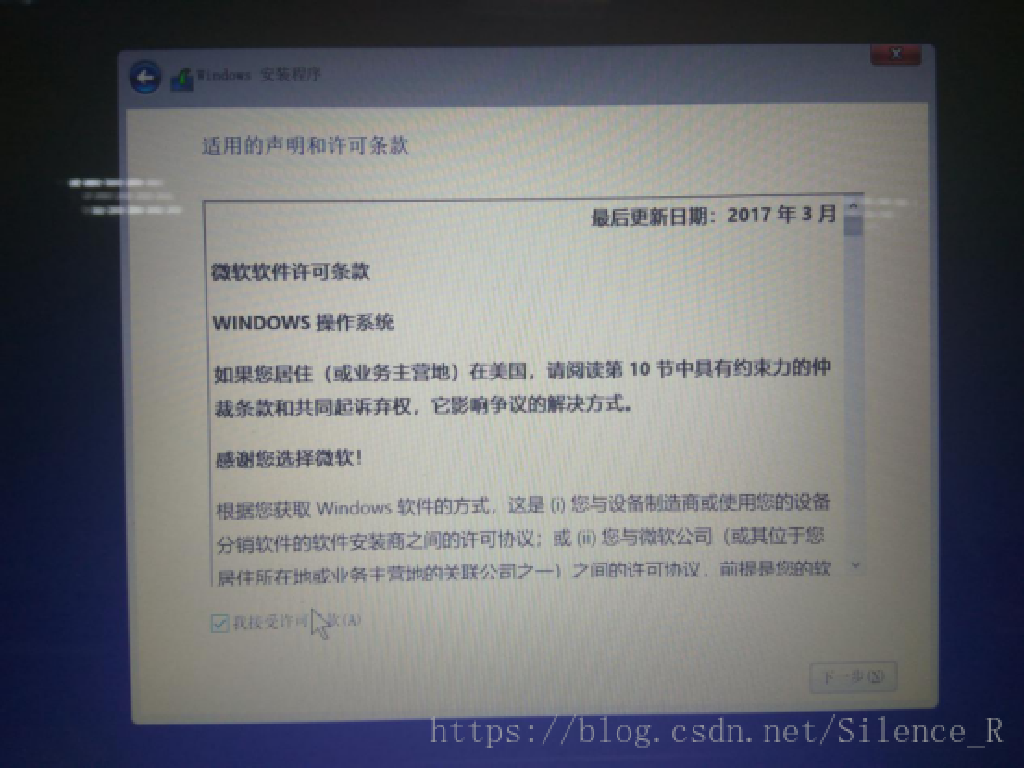 Windows 安装程序
适用的声明和许可条款
最后更新日期：2017 年 3 月
微软软件许可条款
WINDOWS 操作系统
如果您居住（或业务主营地）在美国，请阅读第 10 节中具有约束力的仲
裁条款和共同起诉弃权，它影响争议的解决方式。
感谢您选择微软！
根据您获取 Windows 软件的方式，这是 (i) 您与设备制造商或使用您的设备
分销软件的软件安装商之间的许可协议；或 (ii) 您与微软公司（或其位于您
居住所在地或业务主营地的关联公司之一）之间的许可协议，前提是您的软
我接受许可 款(A)
下一步(N)
https://blog.csdn.net/Silence_R